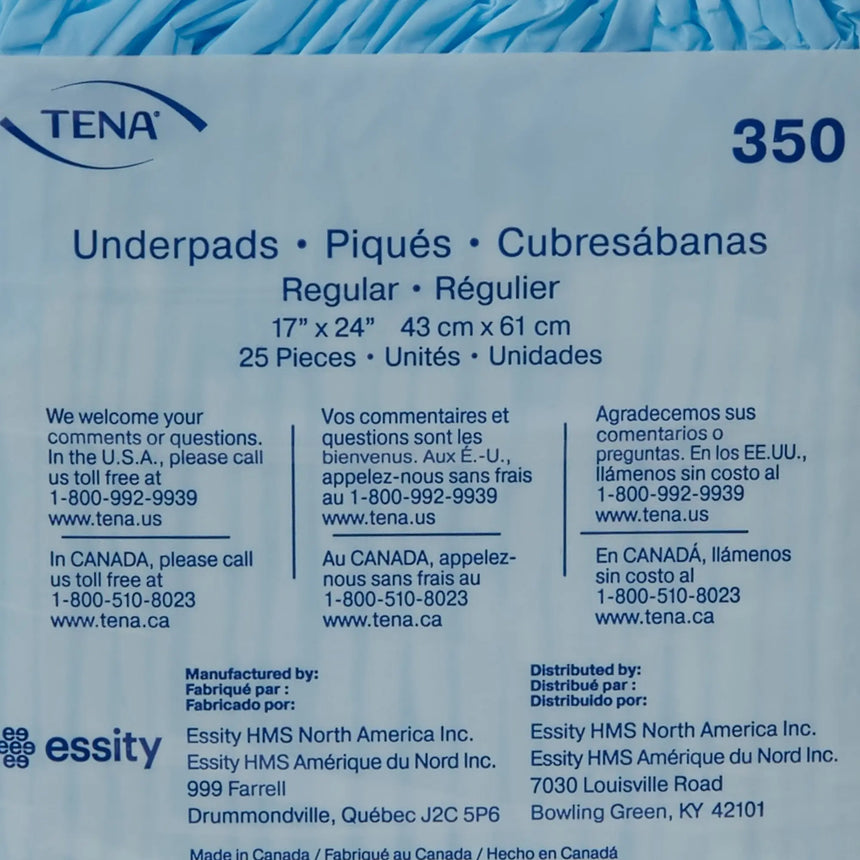 TENA®
350
Underpads • Piqués • Cubresábanas
Regular • Régulier
17” x 24” 43 cm x 61 cm
25 Pieces • Unités • Unidades
We welcome your
comments or questions.
In the U.S.A., please call
us toll free at
1-800-992-9939
www.tena.us
In CANADA, please call
us toll free at
1-800-510-8023
www.tena.ca
Vos commentaires et
questions sont les
bienvenus. Aux É.-U.,
appelez-nous sans frais
au 1-800-992-9939
www.tena.us
Au CANADA, appelez-
nous sans frais au
1-800-510-8023
www.tena.ca
Agradecemos sus
comentarios o
preguntas. En los EE.UU.,
llámenos sin costo al
1-800-992-9939
www.tena.us
En CANADÁ, llámenos
sin costo al
1-800-510-8023
www.tena.ca
essity
Manufactured by:
Fabriqué par :
Fabricado por:
Essity HMS North America Inc.
Essity HMS Amérique du Nord Inc.
999 Farrell
Drummondville, Québec J2C 5P6
Distributed by:
Distribué par :
Distribuido por:
Essity HMS North America Inc.
Essity HMS Amérique du Nord Inc.
7030 Louisville Road
Bowling Green, KY 42101
Made in Canada / Fabriqué au Canada / Hecho en Canadá